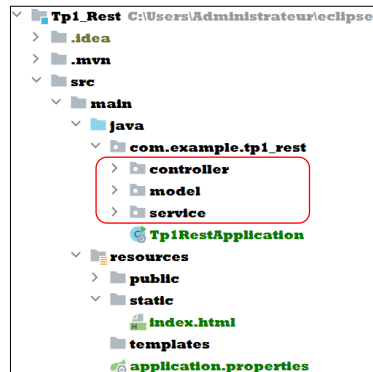 Tp1_Rest C:\Users\Administrateur\eclipse
.idea
.mvn
src
main
java
com.example.tp1_rest
controller
model
service
Tp1RestApplication
resources
public
static
index.html
templates
application.properties